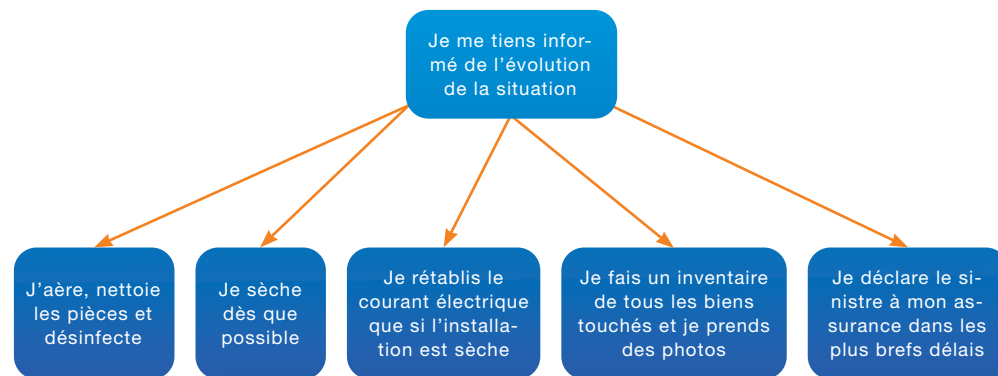 Je me tiens infor-
mé de l'évolution
de la situation
J'aère, nettoie
les pièces et
désinfecte
Je sèche
dès que
possible
Je rétablis le
courant électrique
que si l'installa-
tion est sèche
Je fais un inventaire
de tous les biens
touchés et je prends
des photos
Je déclare le si-
nistre à mon as-
surance dans les
plus brefs délais